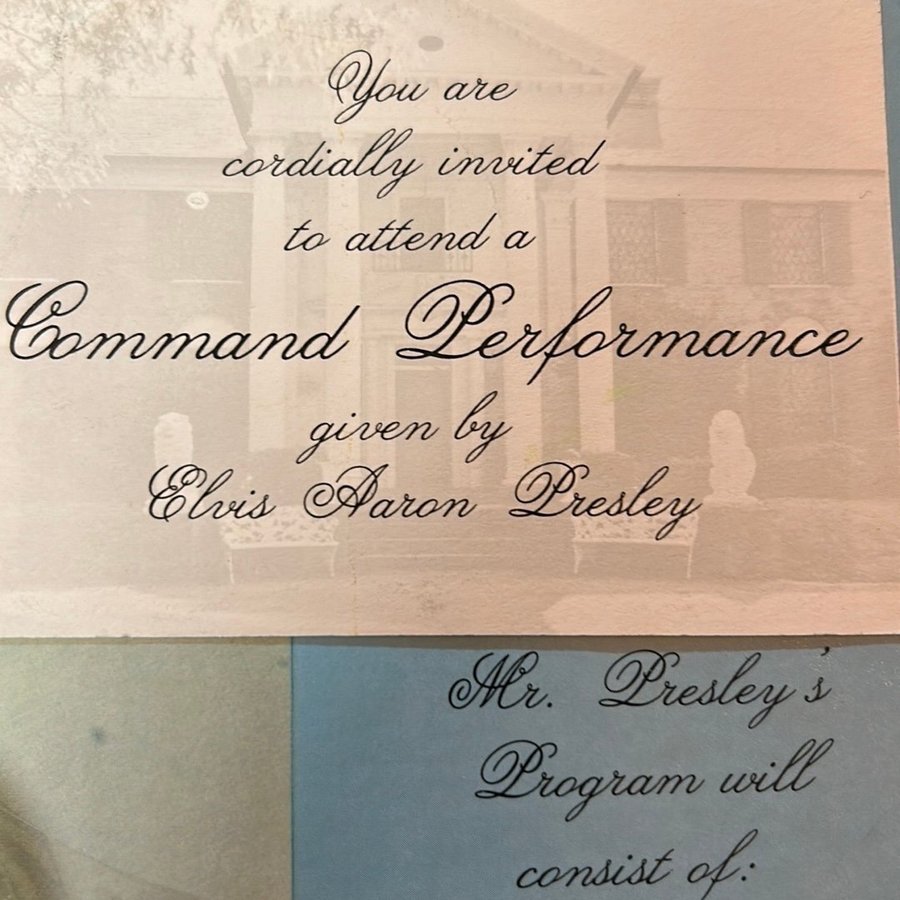 You are
cordially invited
to attend a
Command Performance
given by
Elvis Aaron Presley
Mr. Presley's
Program will
consist of: